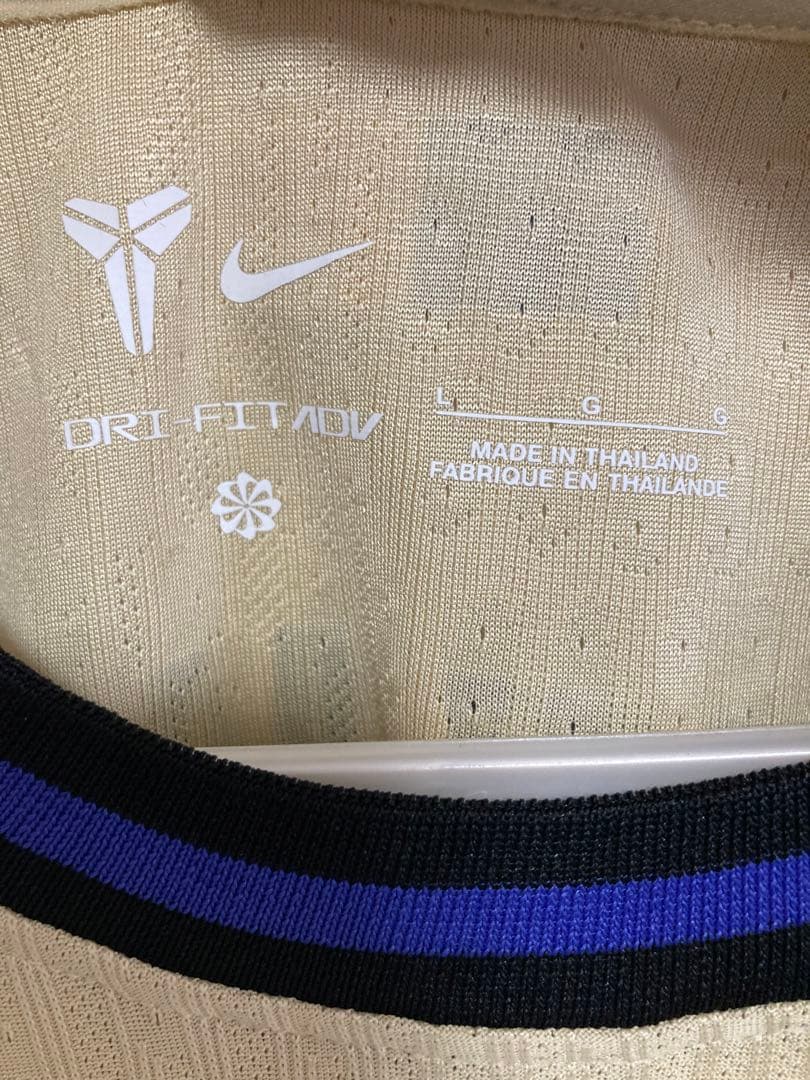 DRI-FIT ADV
L G G
MADE IN THAILAND
FABRIQUE EN THAILANDE